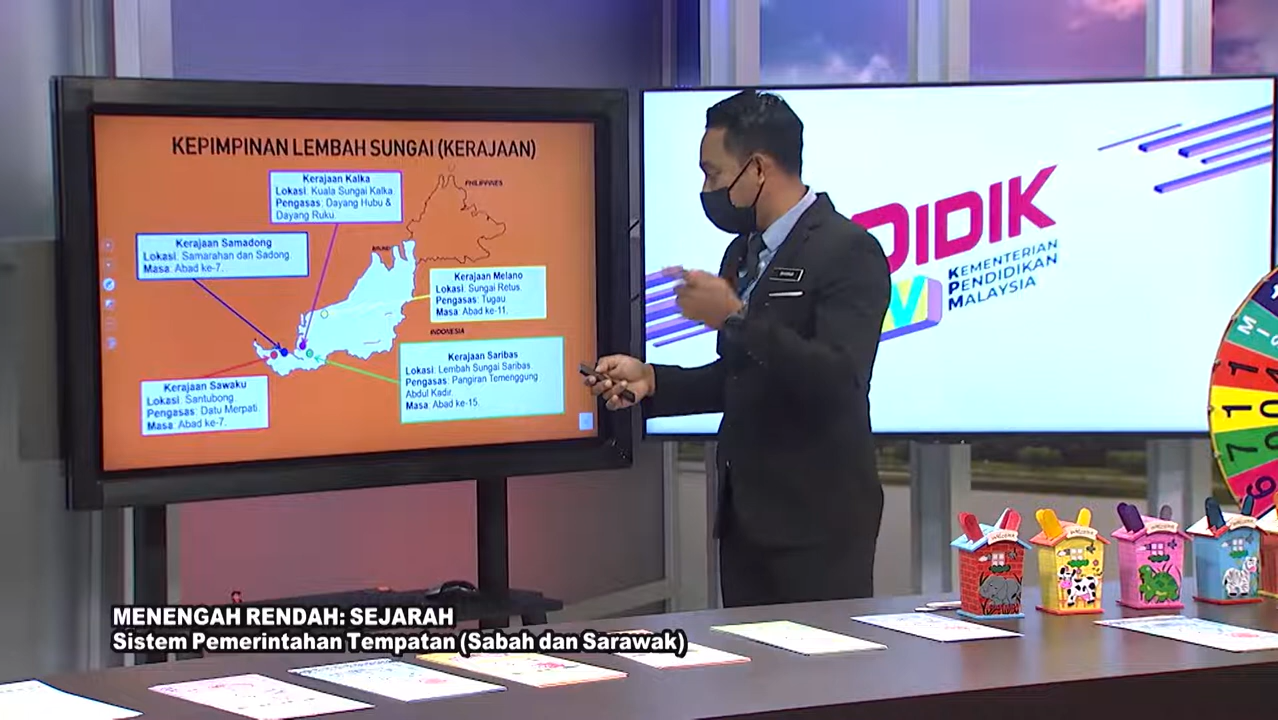 KEPIMPINAN LEMBAH SUNGAI (KERAJAAN)
Kerajaan Kalka
Lokasi: Kuala Sungai Kalka.
Pengasas: Dayang Hubu &
Dayang Ruku.
PHILIPPINES
Kerajaan Samadong
Lokasi: Samarahan dan Sadong.
Masa: Abad ke-7.
BRUNEI
Kerajaan Melano
Lokasi: Sungai Retus.
Pengasas: Tugau
Masa: Abad ke-11.
INDONESIA
Kerajaan Saribas
Lokasi: Lembah Sungai Saribas.
Pengasas: Pangiran Temenggung
Abdul Kadir.
Masa: Abad ke-15.
Kerajaan Sawaku
Lokasi: Santubong.
Pengasas: Datu Merpati.
Masa: Abad ke-7.
DIDIK
TV
KEMENTERIAN
PENDIDIKAN
MALAYSIA
MENENGAH RENDAH: SEJARAH
Sistem Pemerintahan Tempatan (Sabah dan Sarawak)